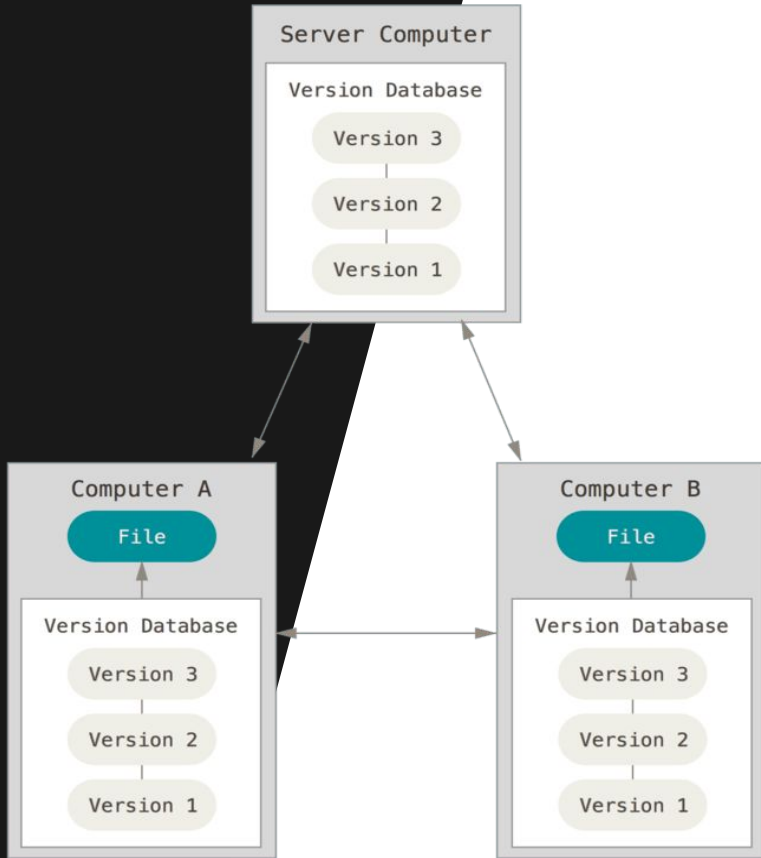 Server Computer
Version Database
Version 3
Version 2
Version 1
Computer A
File
Version Database
Version 3
Version 2
Version 1
Computer B
File
Version Database
Version 3
Version 2
Version 1